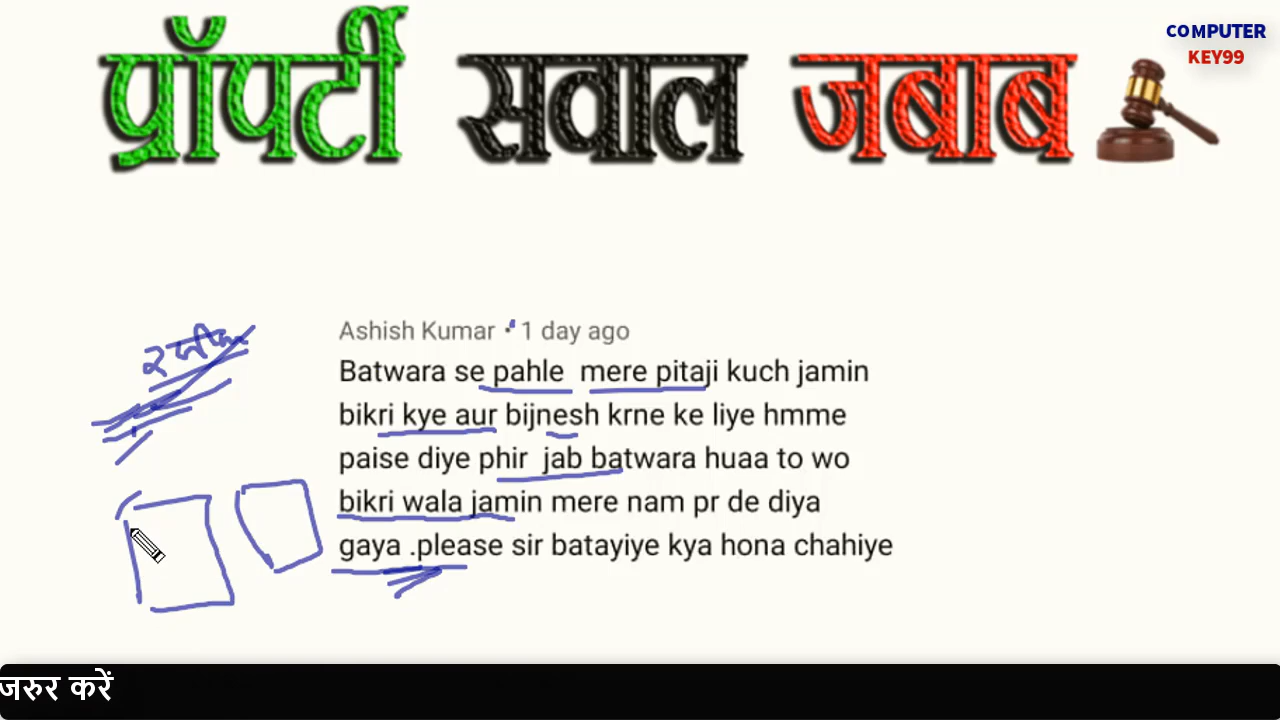 प्रॉपर्टी सवाल जबाब
COMPUTER
KEY99
Ashish Kumar • 1 day ago
Batwara se pahle mere pitaji kuch jamin
bikri kye aur bijnesh krne ke liye hmme
paise diye phir jab batwara huaa to wo
bikri wala jamin mere nam pr de diya
gaya .please sir batayiye kya hona chahiye
जरुर करें